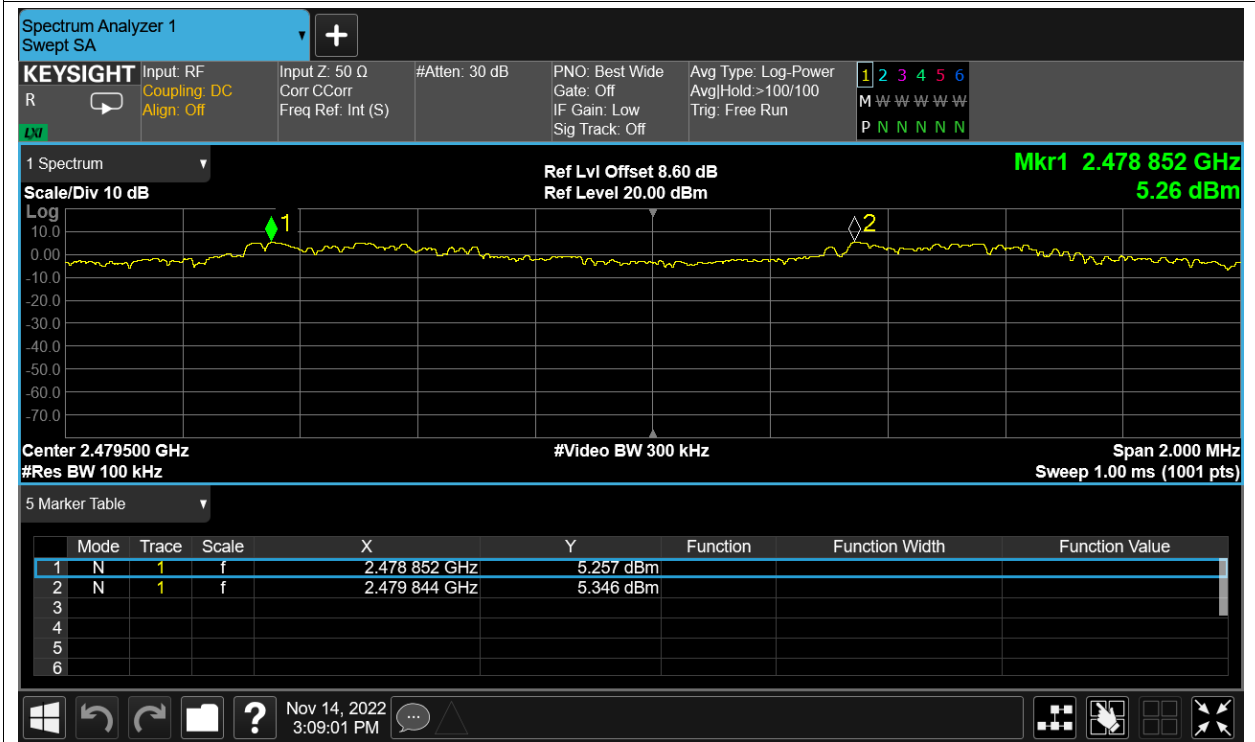 Spectrum Analyzer 1
Swept SA
+
KEYSIGHT Input: RF Input Z: 50 Ω #Atten: 30 dB PNO: Best Wide Avg Type: Log-Power 1 2 3 4 5 6
R Coupling: DC Corr CCorr Gate: Off Avg|Hold:>100/100 M W W W W W
Align: Off Freq Ref: Int (S) IF Gain: Low Trig: Free Run
LXI Sig Track: Off P N N N N N
1 Spectrum Ref Lvl Offset 8.60 dB Mkr1 2.478 852 GHz
Scale/Div 10 dB Ref Level 20.00 dBm 5.26 dBm
Log
1 2
10.0
0.00
-10.0
-20.0
-30.0
-40.0
-50.0
-60.0
-70.0
Center 2.479500 GHz #Video BW 300 kHz Span 2.000 MHz
#Res BW 100 kHz Sweep 1.00 ms (1001 pts)
5 Marker Table
Mode Trace Scale X Y Function Function Width Function Value
1 N 1 f 2.478 852 GHz 5.257 dBm
2 N 1 f 2.479 844 GHz 5.346 dBm
3
4
5
6
? Nov 14, 2022
3:09:01 PM